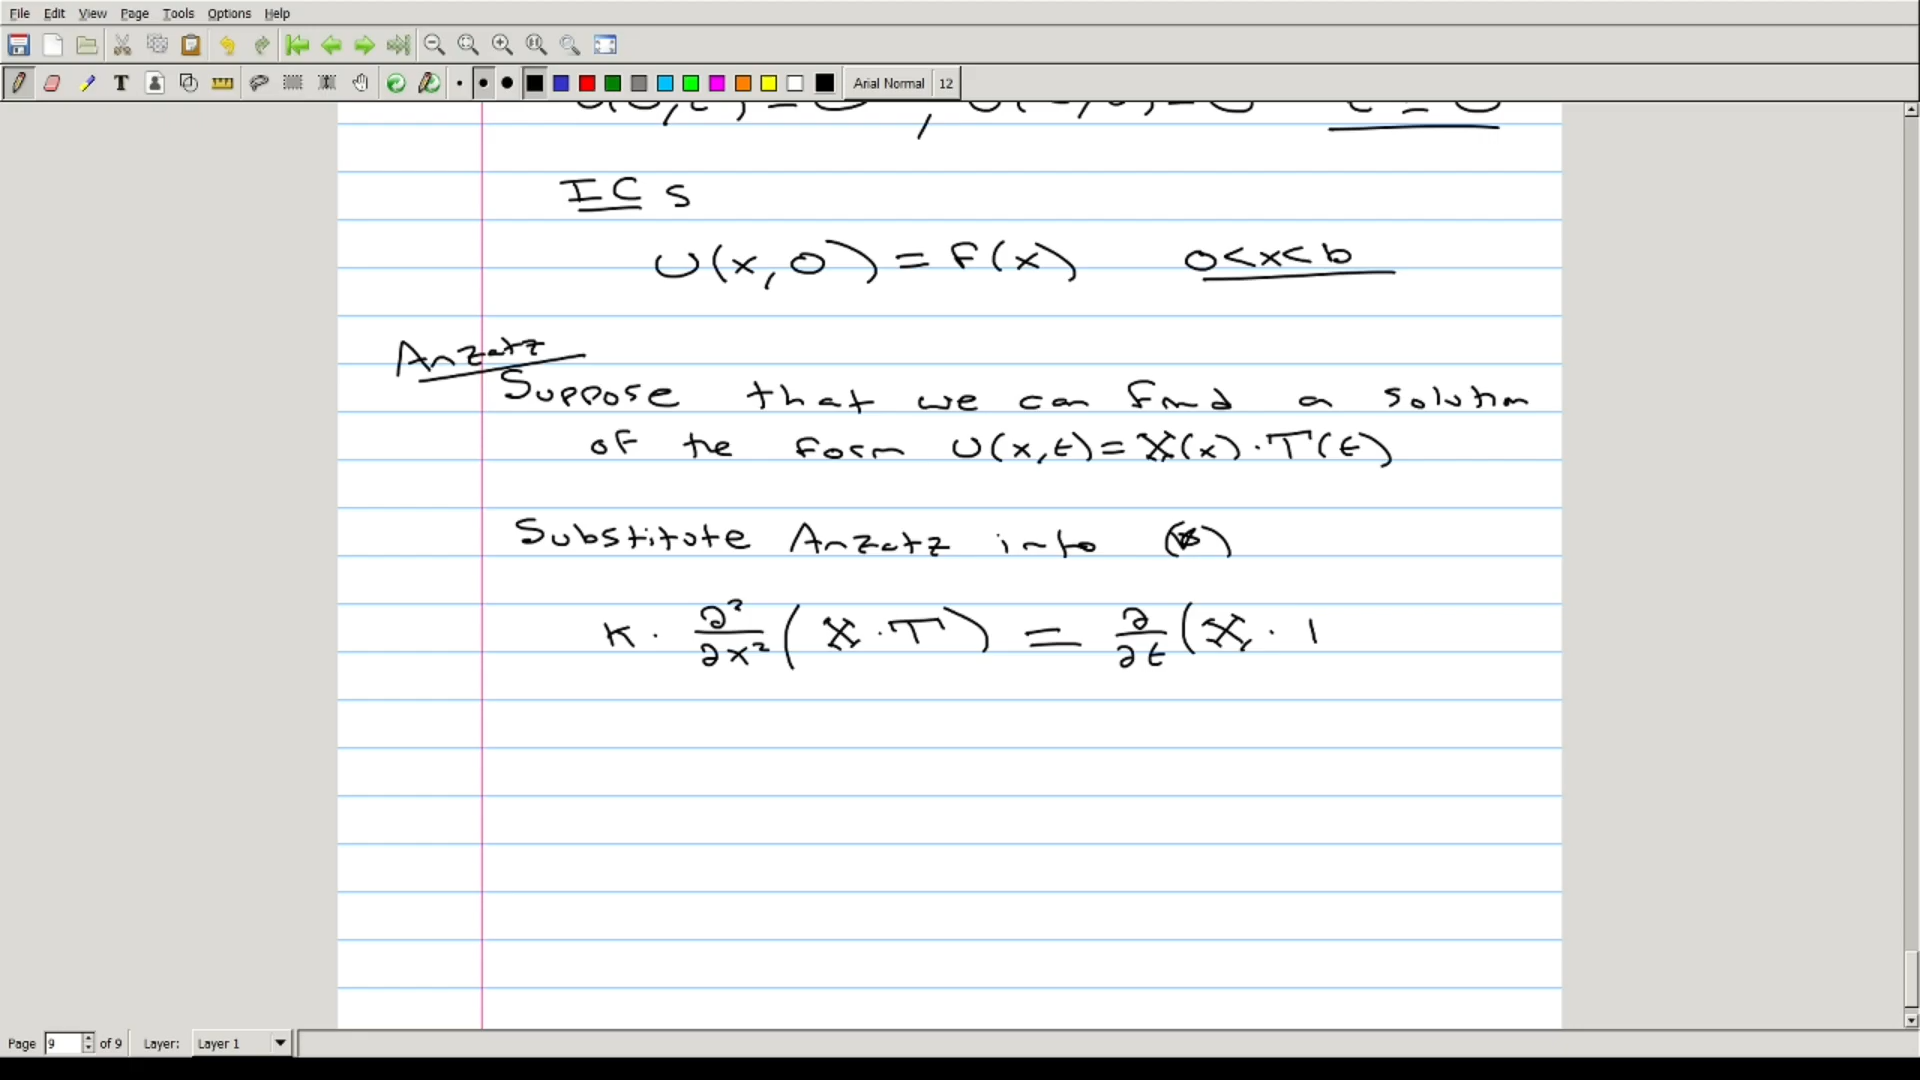 File Edit View Page Tools Options Help
Arial Normal 12
ICs
U(x,0) = F(x) 0<x<b
Anzatz
Suppose that we can find a solution
of the form U(x,t) = X(x)·T(t)
Substitute Anzatz into (*)
K · ∂²/∂x² ( X · T ) = ∂/∂t ( X ·
Page 9 of 9 Layer: Layer 1